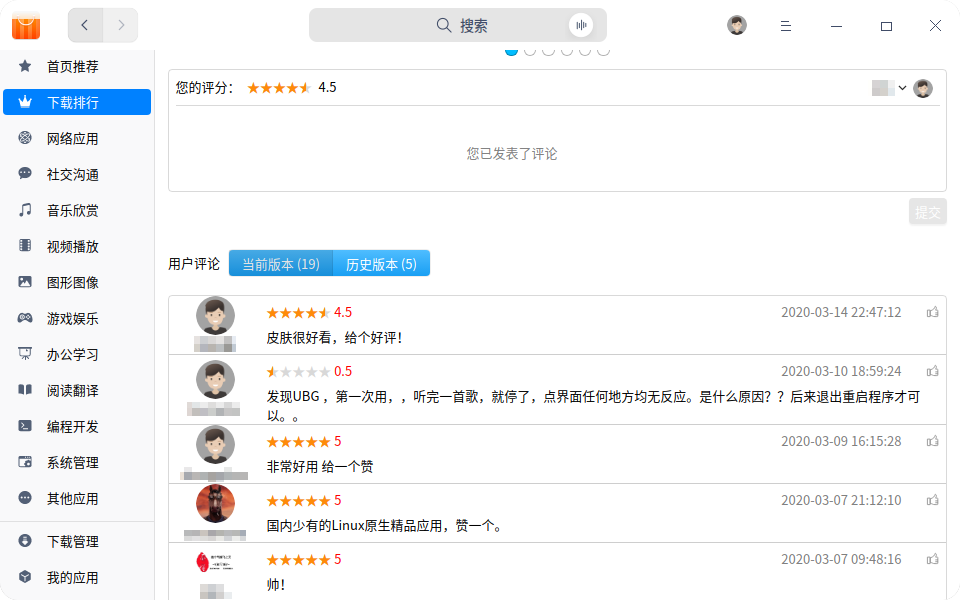 搜索
首页推荐
下载排行
网络应用
社交沟通
音乐欣赏
视频播放
图形图像
游戏娱乐
办公学习
阅读翻译
编程开发
系统管理
其他应用
下载管理
我的应用
您的评分： 4.5
您已发表了评论
提交
用户评论 当前版本 (19) 历史版本 (5)
4.5 2020-03-14 22:47:12
皮肤很好看，给个好评！
0.5 2020-03-10 18:59:24
发现UBG ，第一次用，，听完一首歌，就停了，点界面任何地方均无反应。是什么原因？？后来退出重启程序才可
以。。
5 2020-03-09 16:15:28
非常好用 给一个赞
5 2020-03-07 21:12:10
国内少有的Linux原生精品应用，赞一个。
5 2020-03-07 09:48:16
帅！